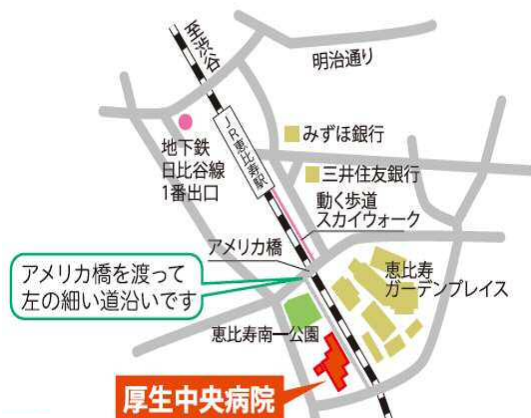 至渋谷
明治通り
JR恵比寿駅
みずほ銀行
地下鉄
日比谷線
1番出口
三井住友銀行
動く歩道
スカイウォーク
アメリカ橋
アメリカ橋を渡って
左の細い道沿いです
恵比寿
ガーデンプレイス
恵比寿南一公園
厚生中央病院